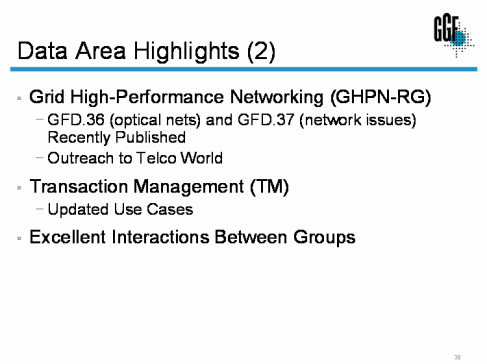 GGF
Data Area Highlights (2)
▪ Grid High-Performance Networking (GHPN-RG)
− GFD.36 (optical nets) and GFD.37 (network issues)
Recently Published
− Outreach to Telco World
▪ Transaction Management (TM)
− Updated Use Cases
▪ Excellent Interactions Between Groups